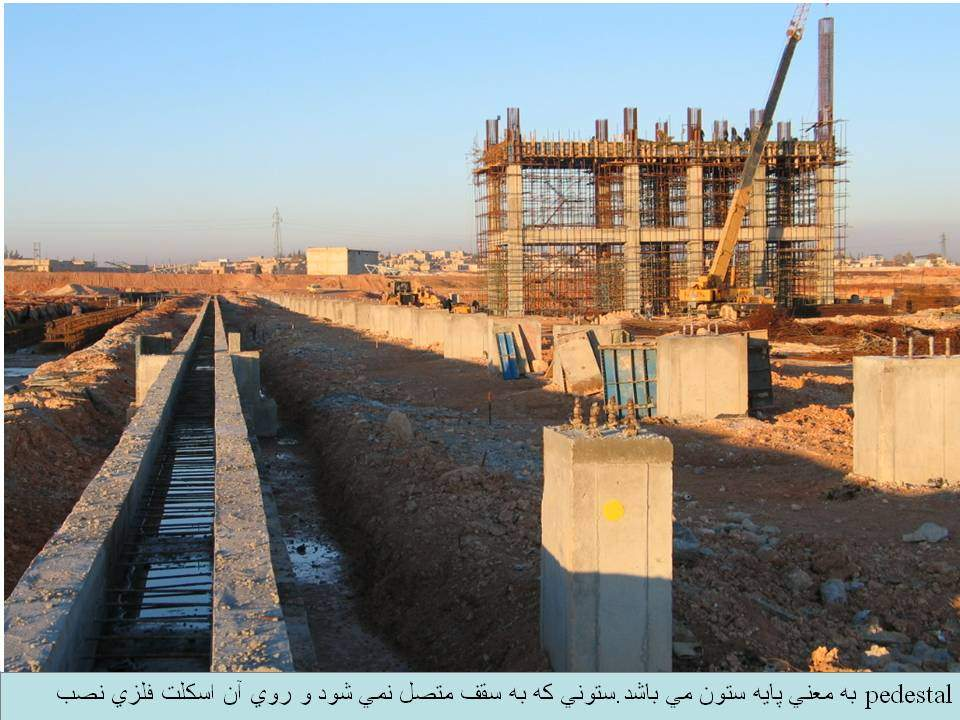 pedestal به معني پايه ستون مي باشد.ستوني كه به سقف متصل نمي شود و روي آن اسكلت فلزي نصب